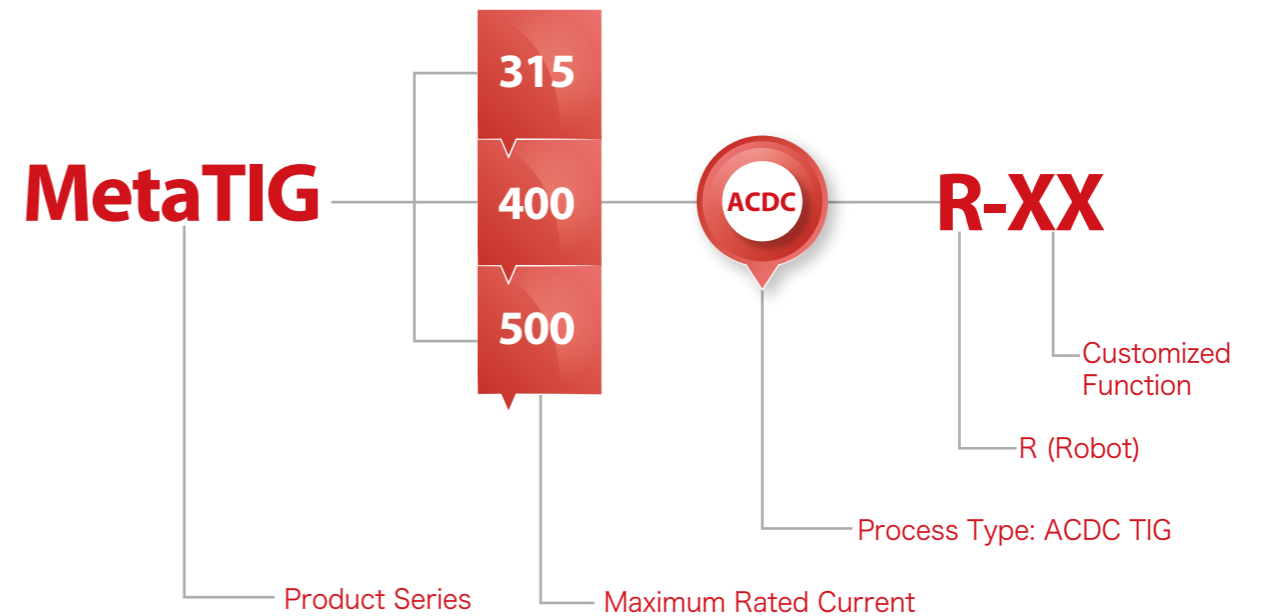 MetaTIG
315
400
500
ACDC
R-XX
Customized
Function
R (Robot)
Process Type: ACDC TIG
Product Series
Maximum Rated Current